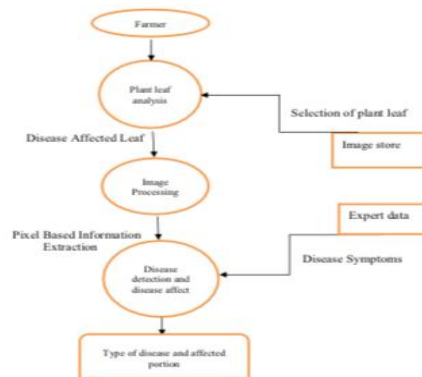 Farmer
Plant leaf
analysis
Selection of plant leaf
Disease Affected Leaf
Image store
Image
Processing
Expert data
Pixel Based Information
Extraction
Disease Symptoms
Disease
detection and
disease affect
Type of disease and affected
portion